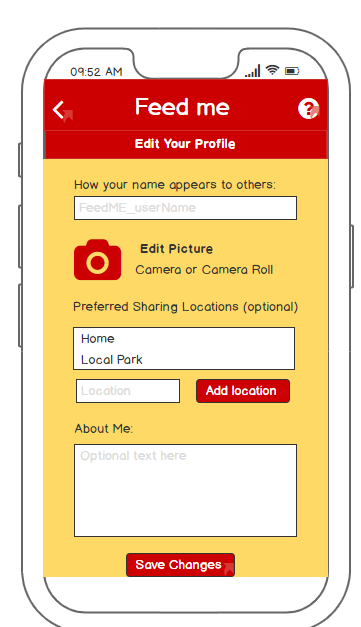 09:52 AM
Feed me
?
Edit Your Profile
How your name appears to others:
FeedME_userName
Edit Picture
Camera or Camera Roll
Preferred Sharing Locations (optional)
Home
Local Park
Location
Add location
About Me:
Optional text here
Save Changes